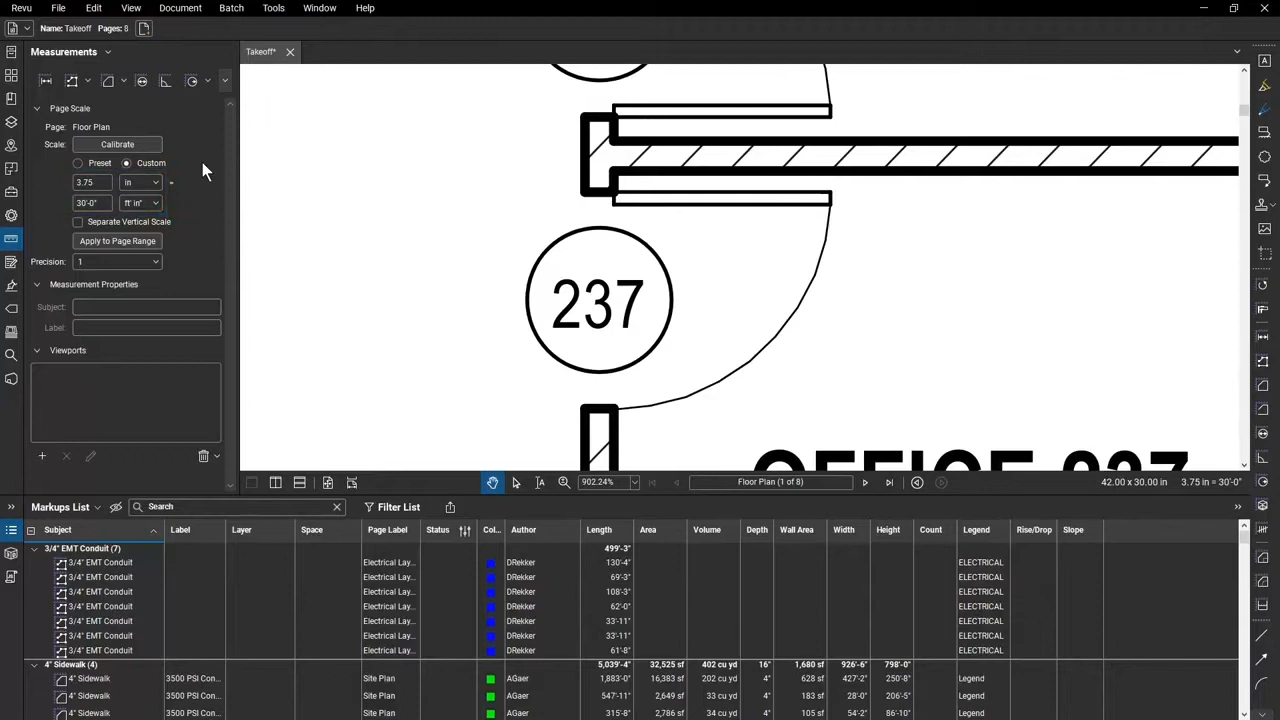 Revu File Edit View Document Batch Tools Window Help
Name: Takeoff Pages: 8
Measurements
Takeoff*
Page Scale
Page: Floor Plan
Scale: Calibrate
Preset Custom
3.75 in =
30'-0" ft' in"
Separate Vertical Scale
Apply to Page Range
Precision: 1
Measurement Properties
Subject:
Label:
Viewports
237
902.24% Floor Plan (1 of 8) 42.00 x 30.00 in 3.75 in = 30'-0"
Markups List Search Filter List
Subject Label Layer Space Page Label Status Col... Author Length Area Volume Depth Wall Area Width Height Count Legend Rise/Drop Slope
3/4" EMT Conduit (7) 499'-3"
3/4" EMT Conduit Electrical Lay... DRekker 130'-4" ELECTRICAL
3/4" EMT Conduit Electrical Lay... DRekker 69'-3" ELECTRICAL
3/4" EMT Conduit Electrical Lay... DRekker 108'-3" ELECTRICAL
3/4" EMT Conduit Electrical Lay... DRekker 62'-0" ELECTRICAL
3/4" EMT Conduit Electrical Lay... DRekker 33'-11" ELECTRICAL
3/4" EMT Conduit Electrical Lay... DRekker 33'-11" ELECTRICAL
3/4" EMT Conduit Electrical Lay... DRekker 61'-8" ELECTRICAL
4" Sidewalk (4) 5,039'-4" 32,525 sf 402 cu yd 16" 1,680 sf 926'-6" 798'-0"
4" Sidewalk 3500 PSI Con... Site Plan AGaer 1,883'-0" 16,383 sf 202 cu yd 4" 628 sf 427'-2" 250'-8" Legend
4" Sidewalk 3500 PSI Con... Site Plan AGaer 547'-11" 2,649 sf 33 cu yd 4" 183 sf 28'-0" 206'-5" Legend
4" Sidewalk 3500 PSI Con... Site Plan AGaer 315'-8" 2,786 sf 34 cu yd 4" 105 sf 54'-2" 86'-10" Legend